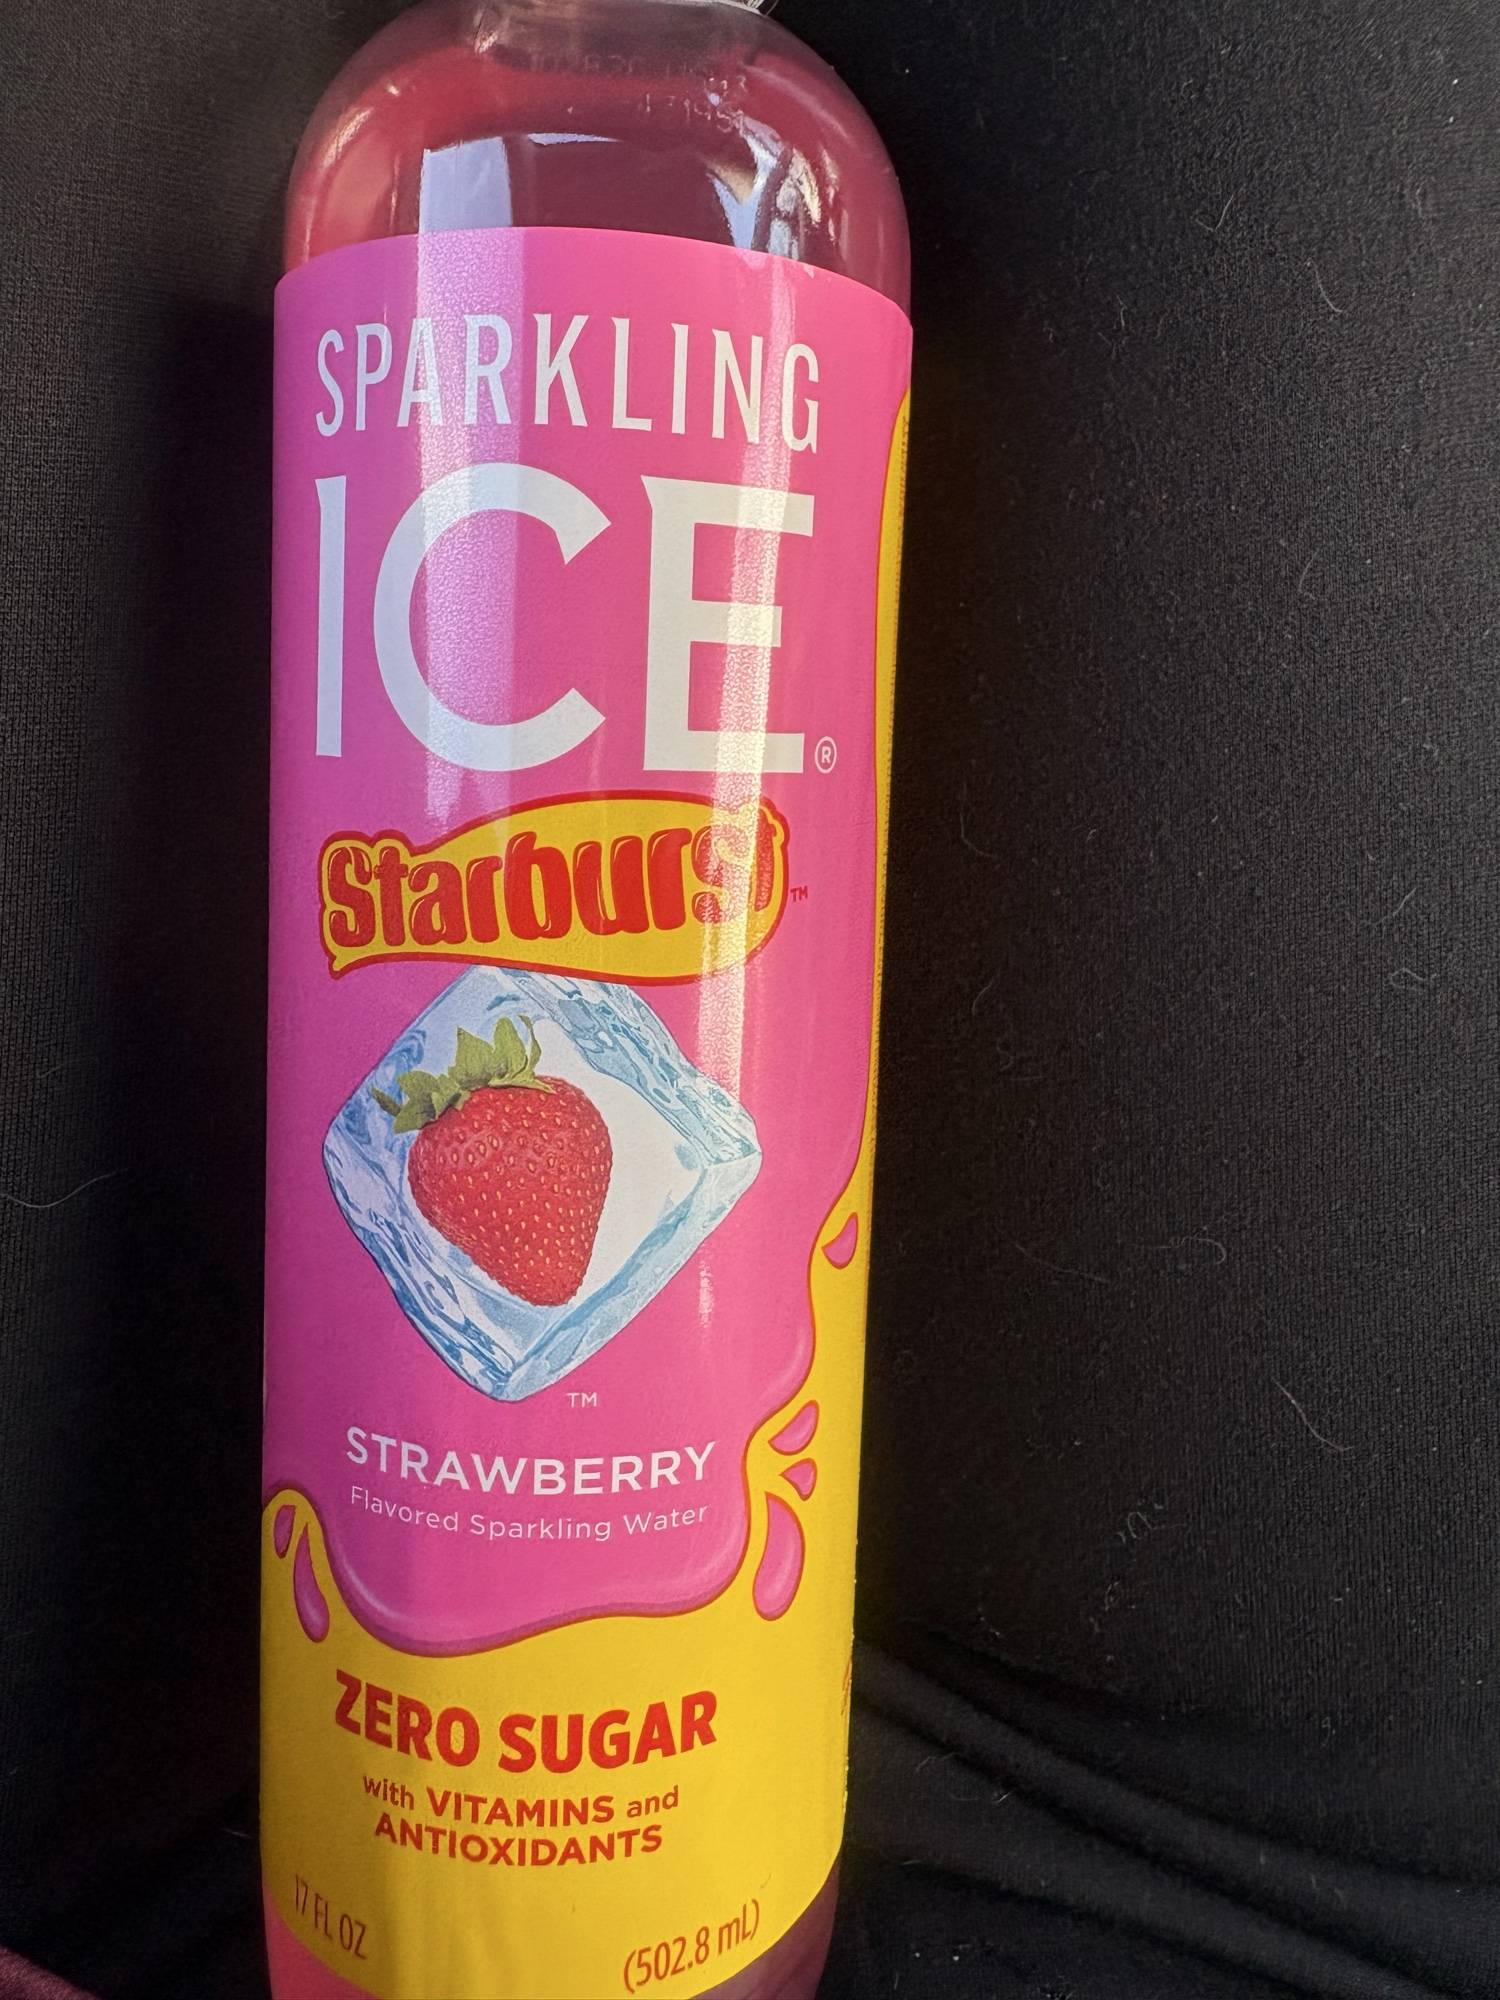 SPARKLING
ICE®
Starburst™
™
STRAWBERRY
Flavored Sparkling Water
ZERO SUGAR
with VITAMINS and
ANTIOXIDANTS
17 FL OZ (502.8 mL)